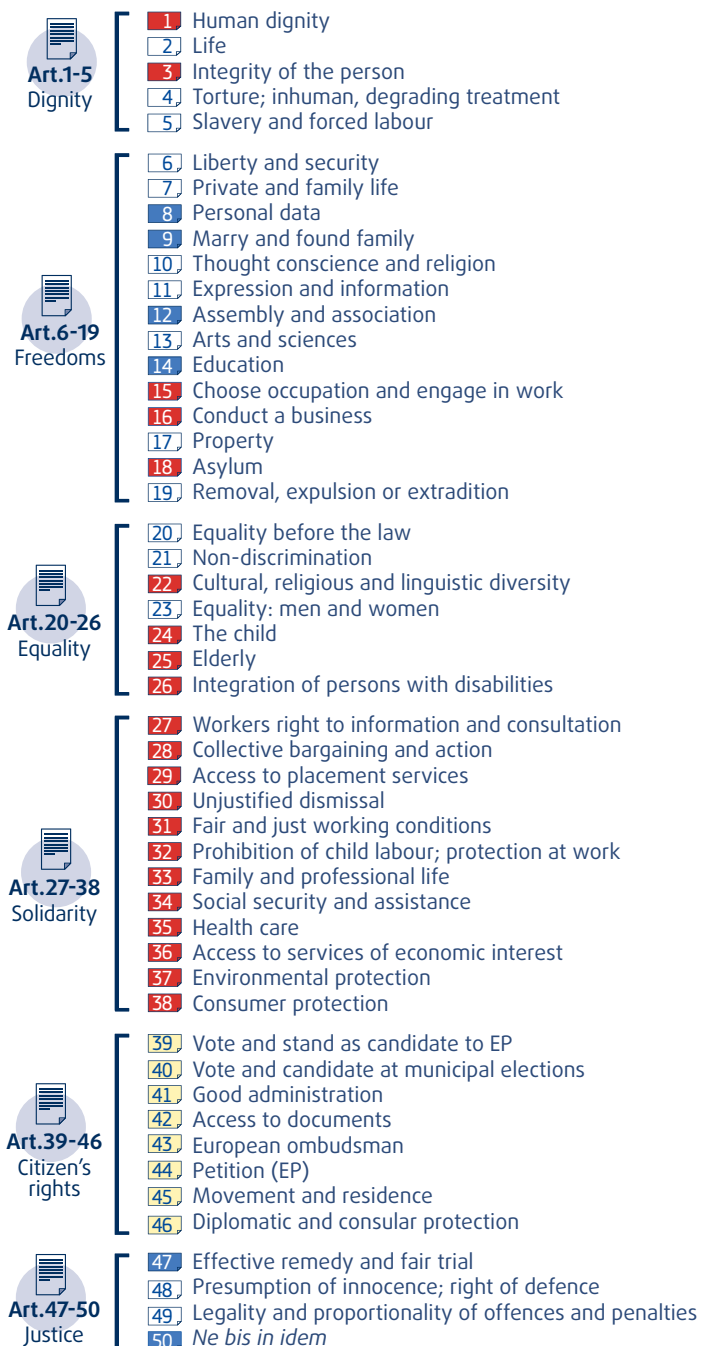 Art.1-5
Dignity
1 Human dignity
2 Life
3 Integrity of the person
4 Torture; inhuman, degrading treatment
5 Slavery and forced labour
Art.6-19
Freedoms
6 Liberty and security
7 Private and family life
8 Personal data
9 Marry and found family
10 Thought conscience and religion
11 Expression and information
12 Assembly and association
13 Arts and sciences
14 Education
15 Choose occupation and engage in work
16 Conduct a business
17 Property
18 Asylum
19 Removal, expulsion or extradition
Art.20-26
Equality
20 Equality before the law
21 Non-discrimination
22 Cultural, religious and linguistic diversity
23 Equality: men and women
24 The child
25 Elderly
26 Integration of persons with disabilities
Art.27-38
Solidarity
27 Workers right to information and consultation
28 Collective bargaining and action
29 Access to placement services
30 Unjustified dismissal
31 Fair and just working conditions
32 Prohibition of child labour; protection at work
33 Family and professional life
34 Social security and assistance
35 Health care
36 Access to services of economic interest
37 Environmental protection
38 Consumer protection
Art.39-46
Citizen's
rights
39 Vote and stand as candidate to EP
40 Vote and candidate at municipal elections
41 Good administration
42 Access to documents
43 European ombudsman
44 Petition (EP)
45 Movement and residence
46 Diplomatic and consular protection
Art.47-50
Justice
47 Effective remedy and fair trial
48 Presumption of innocence; right of defence
49 Legality and proportionality of offences and penalties
50 Ne bis in idem